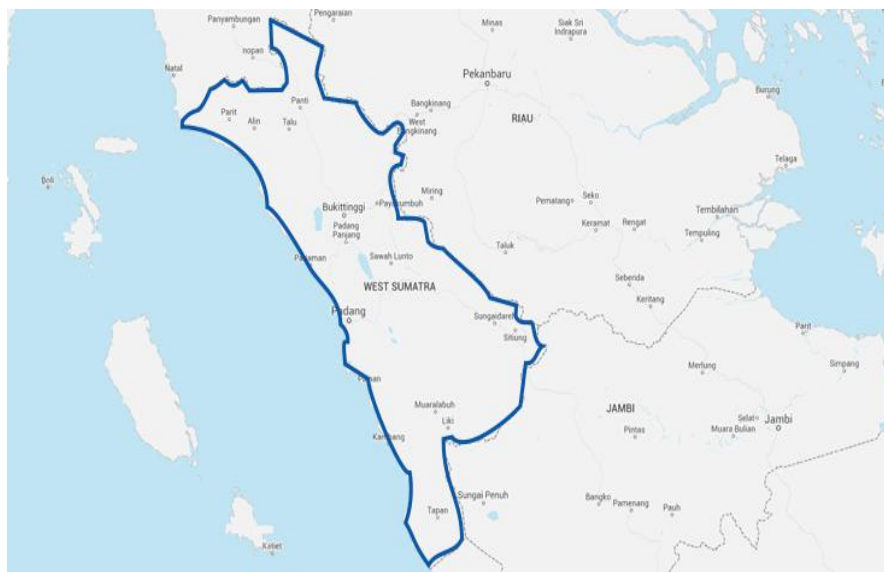 Panyambungan
Pengaraian
Minas
Siak Sri
Indrapura
nopan
Natal
Pekanbaru
Burung
Panti
Bangkinang
West
Bangkinang
RIAU
Parit
Alin
Talu
Telaga
Boli
Miring
Payakumbuh
Pematang
Seko
Bukittinggi
Tembilahan
Padang
Panjang
Keramat
Rengat
Tempuling
Taluk
Pariaman
Sawah Lunto
WEST SUMATRA
Seberida
Keritang
Padang
Sungaidareh
Sitiung
Parit
Merlung
Simpang
Painan
Muaralabuh
JAMBI
Selat
Jambi
Liki
Kambang
Pintas
Muara Bulian
Sungai Penuh
Bangko
Pamenang
Pauh
Tapan
Katiet